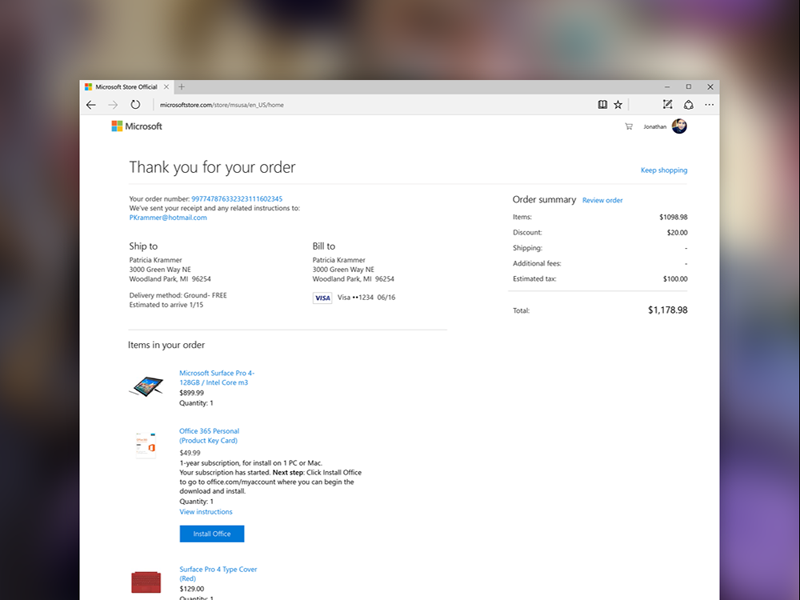 Microsoft Store Official
microsoftstore.com/store/msusa/en_US/home
Microsoft
Jonathan
Thank you for your order
Keep shopping
Your order number: 997747876332323111602345
We've sent your receipt and any related instructions to:
PKrammer@hotmail.com
Ship to
Patricia Krammer
3000 Green Way NE
Woodland Park, MI 96254
Delivery method: Ground- FREE
Estimated to arrive 1/15
Bill to
Patricia Krammer
3000 Green Way NE
Woodland Park, MI 96254
VISA Visa ••1234 06/16
Order summary Review order
Items: $1098.98
Discount: $20.00
Shipping: -
Additional fees: -
Estimated tax: $100.00
Total: $1,178.98
Items in your order
Microsoft Surface Pro 4-
128GB / Intel Core m3
$899.99
Quantity: 1
Office 365 Personal
(Product Key Card)
$49.99
1-year subscription, for install on 1 PC or Mac.
Your subscription has started. Next step: Click Install Office
to go to office.com/myaccount where you can begin the
download and install.
Quantity: 1
View instructions
Install Office
Surface Pro 4 Type Cover
(Red)
$129.00
Quantity: 1